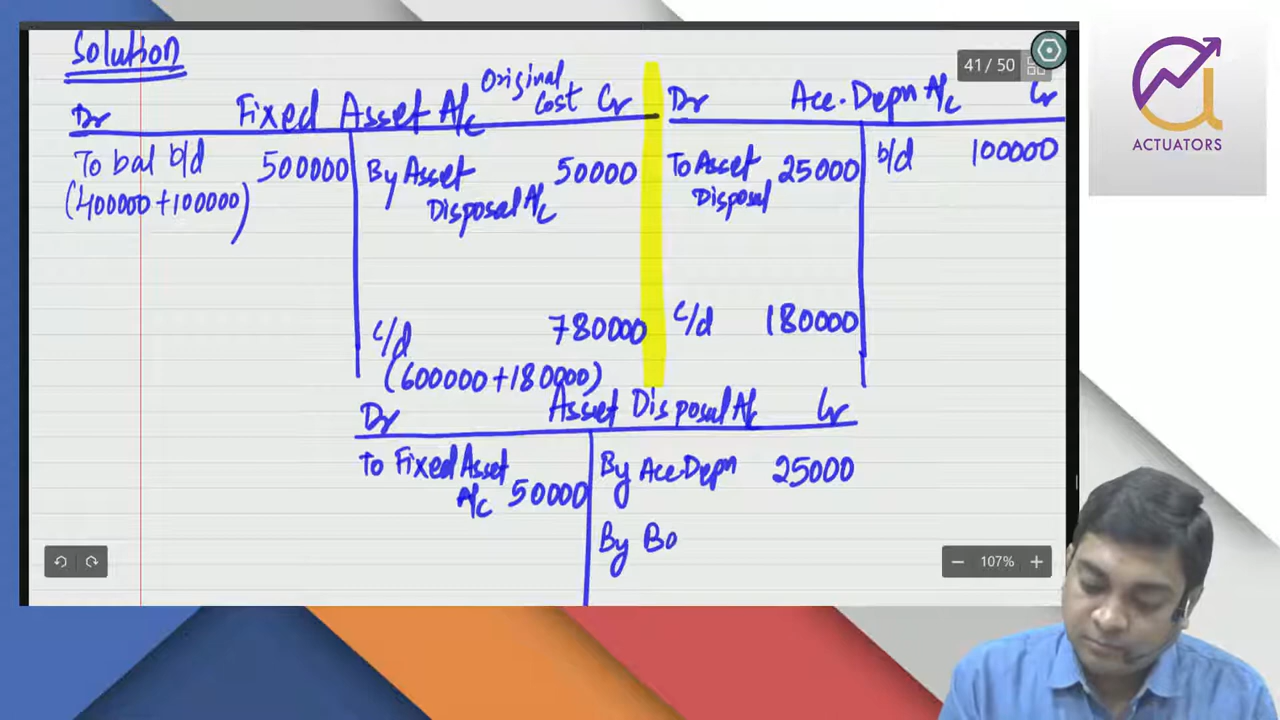 Solution
41 / 50
ACTUATORS
Dr Fixed Asset A/c Original Cost Cr
To bal b/d 500000
(400000+100000)
By Asset 50000
Disposal A/c
c/d 780000
(600000+180000)
Dr Acc. Depn A/c Cr
To Asset 25000
Disposal
c/d 180000
b/d 100000
Dr Asset Disposal A/c Cr
To Fixed Asset
A/c 50000
By Acc. Depn 25000
By Ba
107%